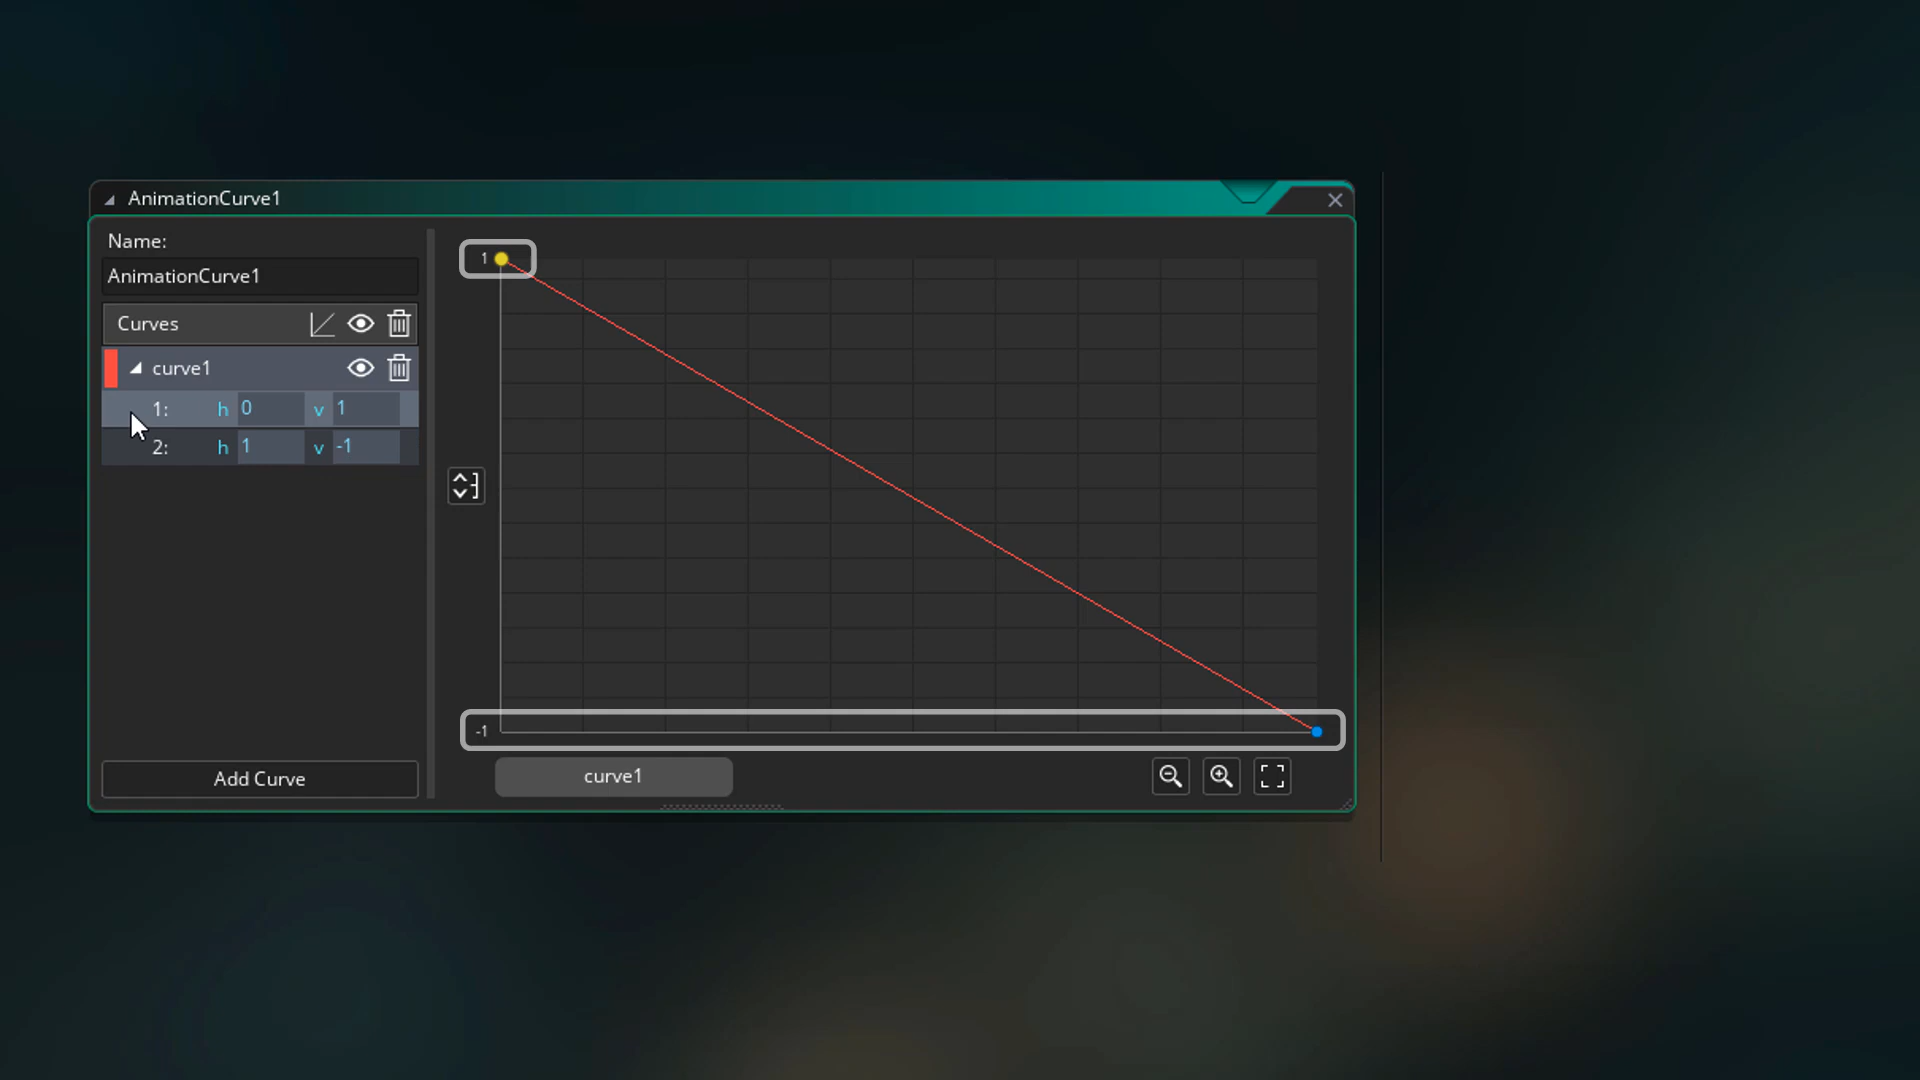 AnimationCurve1
Name:
AnimationCurve1
Curves
curve1
1: h 0 v 1
2: h 1 v -1
Add Curve
1
-1
curve1